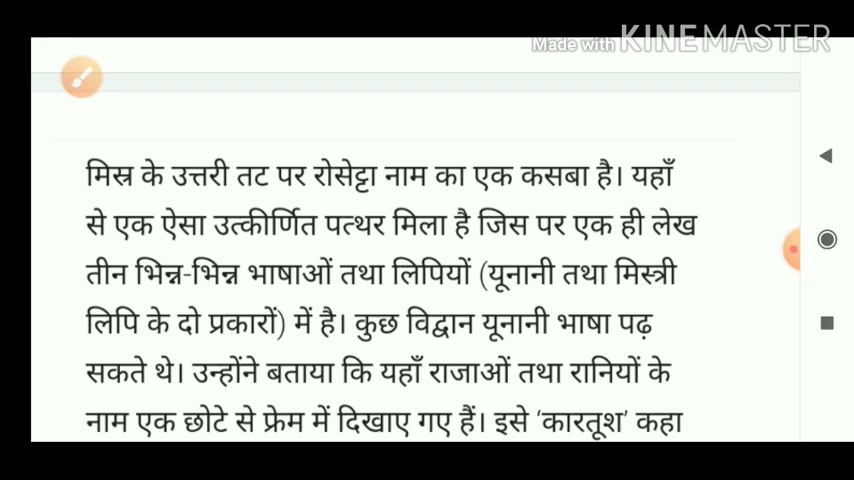 Made with KINEMASTER
मिस्र के उत्तरी तट पर रोसेट्टा नाम का एक कसबा है। यहाँ
से एक ऐसा उत्कीर्णित पत्थर मिला है जिस पर एक ही लेख
तीन भिन्न-भिन्न भाषाओं तथा लिपियों (यूनानी तथा मिस्त्री
लिपि के दो प्रकारों) में है। कुछ विद्वान यूनानी भाषा पढ़
सकते थे। उन्होंने बताया कि यहाँ राजाओं तथा रानियों के
नाम एक छोटे से फ्रेम में दिखाए गए हैं। इसे ‘कारतूश’ कहा